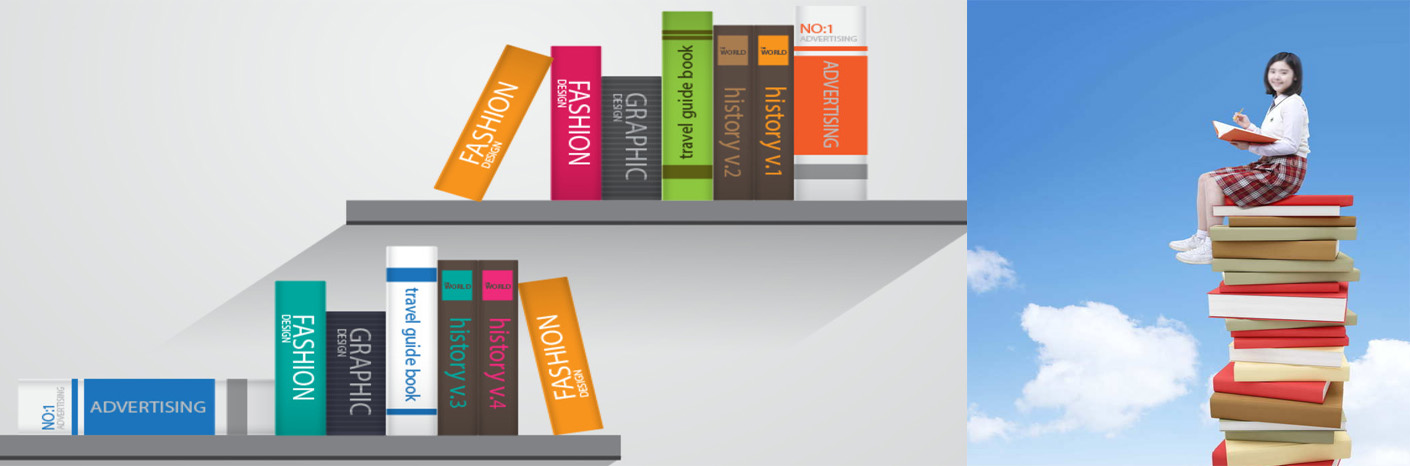 FASHION
DESIGN
FASHION
DESIGN
GRAPHIC
DESIGN
travel guide book
THE
WORLD
history v.2
THE
WORLD
history v.1
NO:1
ADVERTISING
ADVERTISING
NO:1
ADVERTISING
ADVERTISING
FASHION
DESIGN
GRAPHIC
DESIGN
travel guide book
WORLD
history v.3
WORLD
history v.4
FASHION
DESIGN